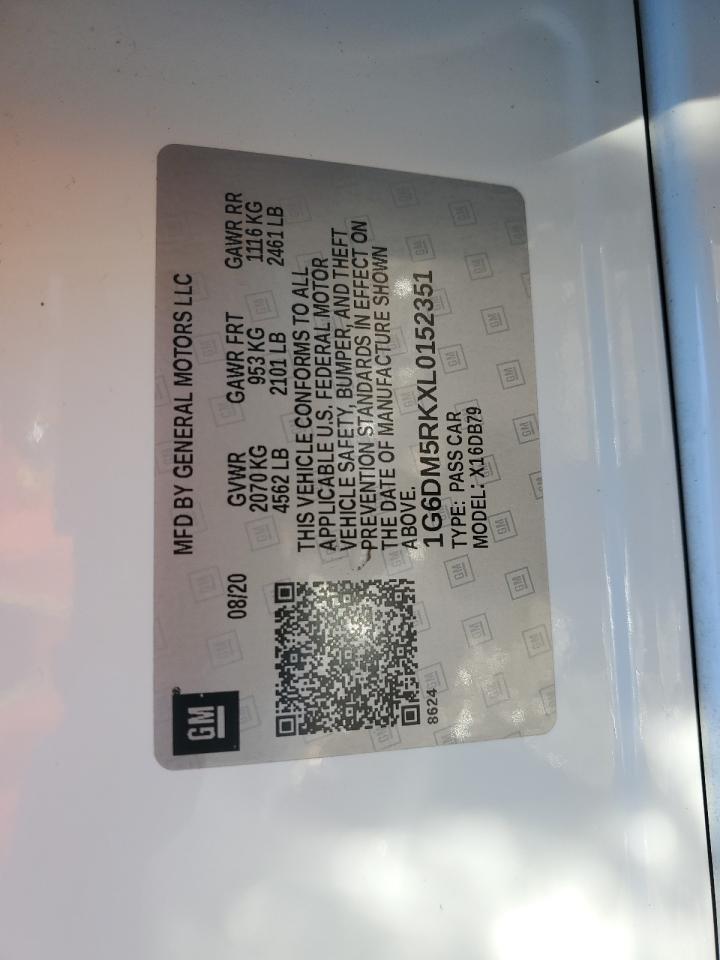 GM
MFD BY GENERAL MOTORS LLC
08/20
GVWR GAWR FRT GAWR RR
2070 KG 953 KG 1116 KG
4562 LB 2101 LB 2461 LB
THIS VEHICLE CONFORMS TO ALL
APPLICABLE U.S. FEDERAL MOTOR
VEHICLE SAFETY, BUMPER, AND THEFT
PREVENTION STANDARDS IN EFFECT ON
THE DATE OF MANUFACTURE SHOWN
ABOVE.
1G6DM5RKXL0152351
TYPE: PASS CAR
MODEL: X16DB79
8624